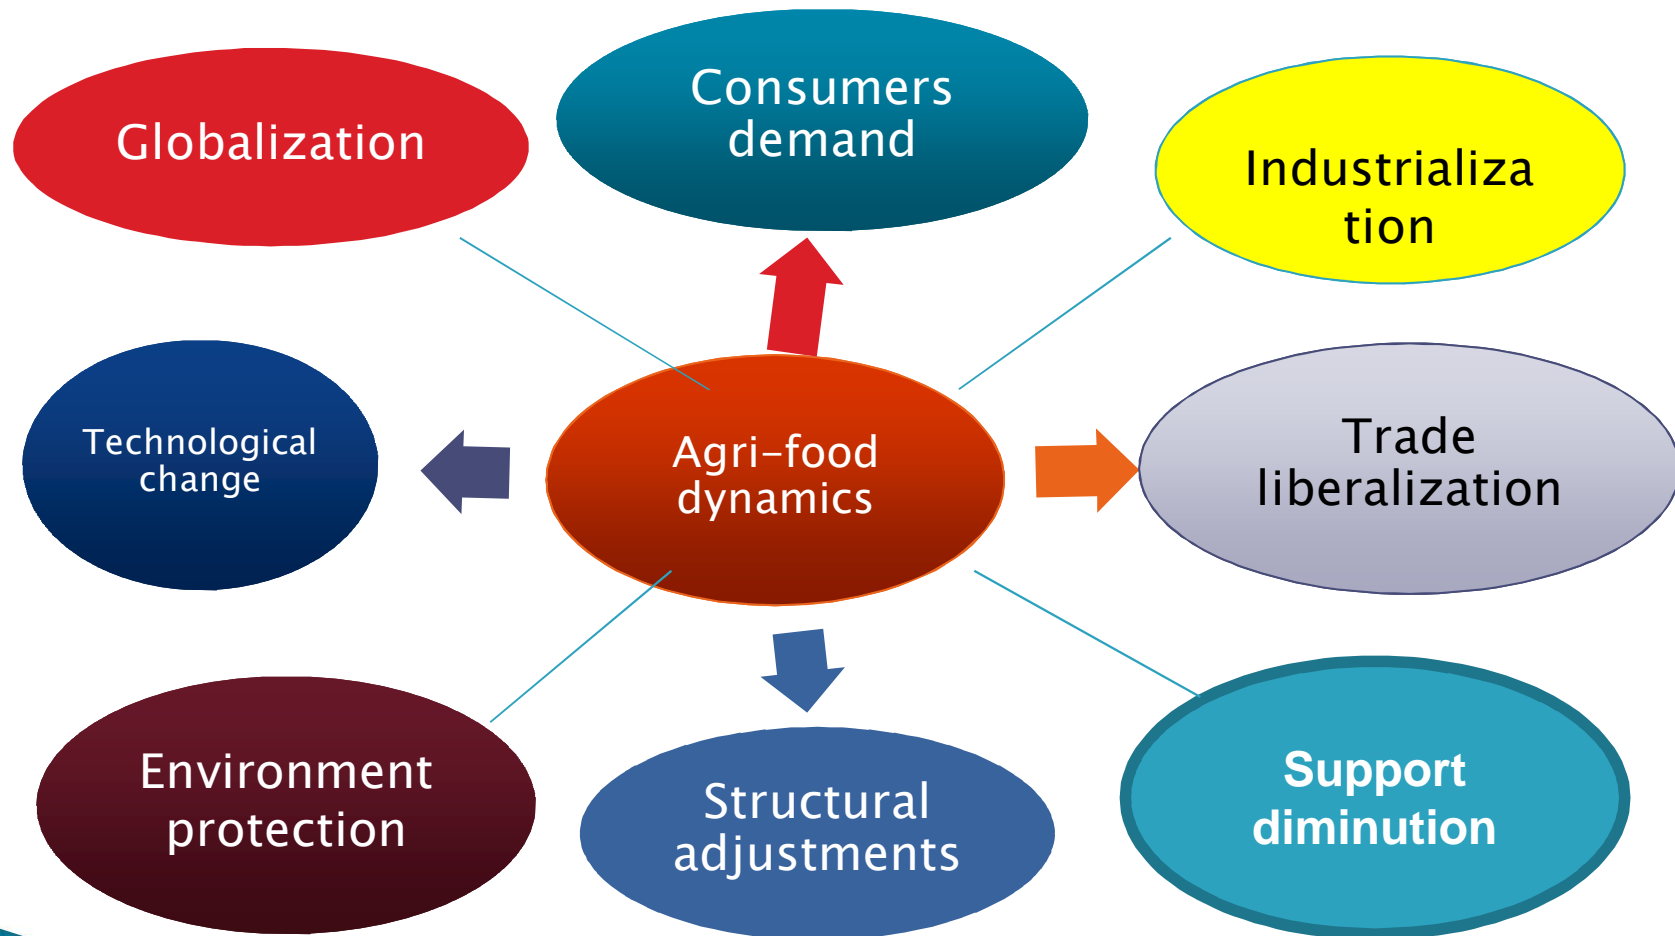 Globalization
Consumers
demand
Industrializa
tion
Technological
change
Agri-food
dynamics
Trade
liberalization
Environment
protection
Structural
adjustments
Support
diminution